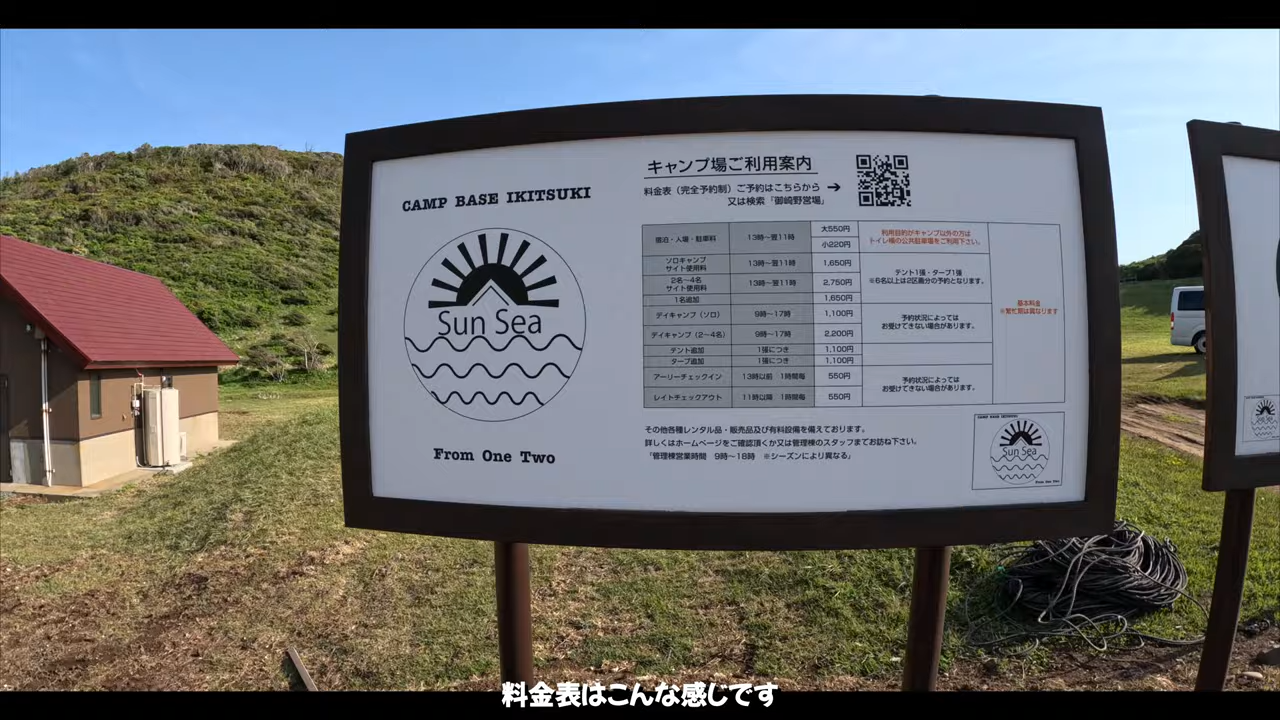 CAMP BASE IKITSUKI
Sun Sea
From One Two
キャンプ場ご利用案内
料金表（完全予約制）ご予約はこちらから ➔
又は検索「御崎野営場」
宿泊・入場・駐車料 13時～翌11時 大550円 小220円 利用目的がキャンプ以外の方は
トイレ横の公共駐車場をご利用下さい。
ソロキャンプ
サイト使用料 13時～翌11時 1,650円
2名～4名
サイト使用料 13時～翌11時 2,750円
テント1張・タープ1張
※6名以上は2区画分の予約となります。
1名追加 1,650円
デイキャンプ（ソロ） 9時～17時 1,100円
デイキャンプ（2～4名） 9時～17時 2,200円
予約状況によっては
お受けできない場合があります。
テント追加 1張につき 1,100円
タープ追加 1張につき 1,100円
アーリーチェックイン 13時以前 1時間毎 550円
レイトチェックアウト 11時以降 1時間毎 550円
予約状況によっては
お受けできない場合があります。
基本料金
※繁忙期は異なります
その他各種レンタル品・販売品及び有料設備を備えております。
詳しくはホームページをご確認頂くか又は管理棟のスタッフまでお訪ね下さい。
「管理棟営業時間 9時～18時 ※シーズンにより異なる」
CAMP BASE IKITSUKI
Sun Sea
From One Two
料金表はこんな感じです